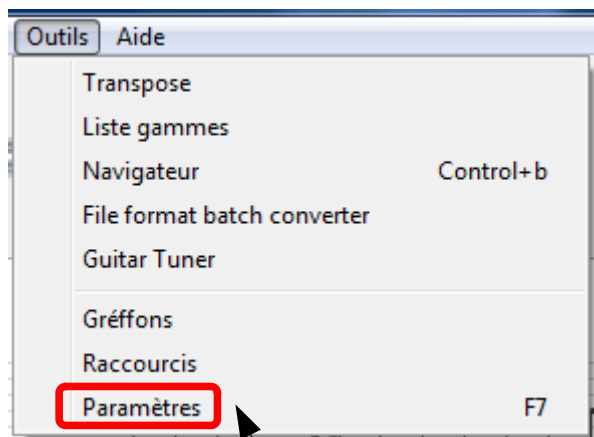 Outils Aide
Transpose
Liste gammes
Navigateur Control+b
File format batch converter
Guitar Tuner
Gréffons
Raccourcis
Paramètres F7